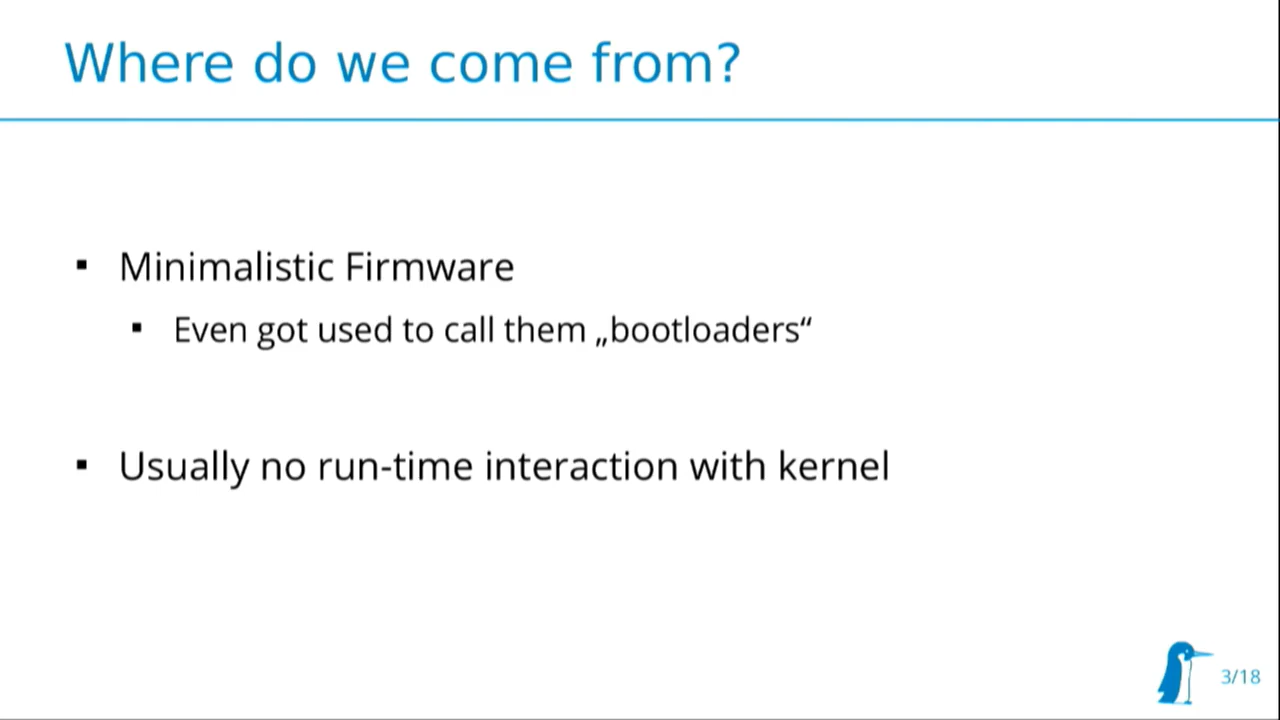 Where do we come from?
Minimalistic Firmware
Even got used to call them „bootloaders“
Usually no run-time interaction with kernel
3/18